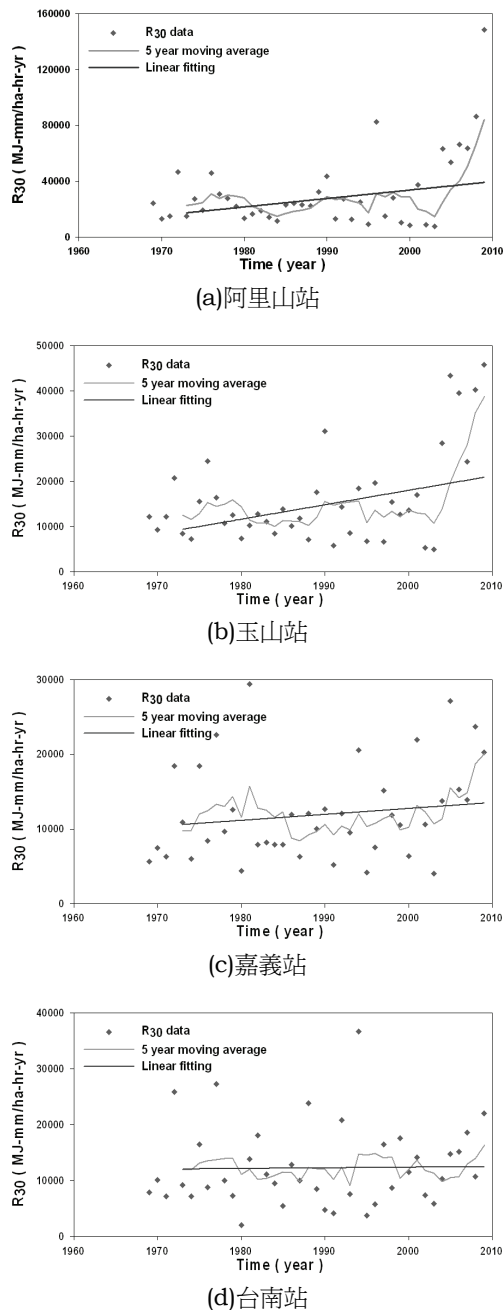 160000
R30 data
5 year moving average
Linear fitting
120000
80000
40000
0
R30 ( MJ-mm/ha-hr-yr )
1960 1970 1980 1990 2000 2010
Time ( year )
(a)阿里山站
50000
R30 data
5 year moving average
Linear fitting
40000
30000
20000
10000
0
R30 ( MJ-mm/ha-hr-yr )
1960 1970 1980 1990 2000 2010
Time ( year )
(b)玉山站
30000
R30 data
5 year moving average
Linear fitting
20000
10000
0
R30 ( MJ-mm/ha-hr-yr )
1960 1970 1980 1990 2000 2010
Time ( year )
(c)嘉義站
40000
R30 data
5 year moving average
Linear fitting
30000
20000
10000
0
R30 ( MJ-mm/ha-hr-yr )
1960 1970 1980 1990 2000 2010
Time ( year )
(d)台南站